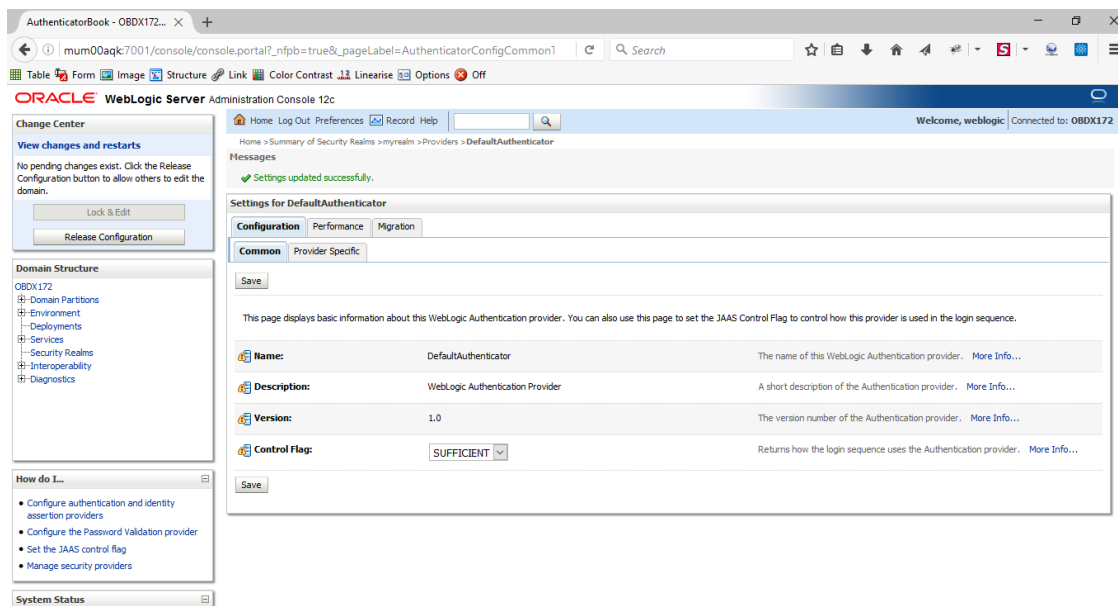 AuthenticatorBook - OBDX172...
mum00aqk:7001/console/console.portal?_nfpb=true&_pageLabel=AuthenticatorConfigCommonT
Search
Table Form Image Structure Link Color Contrast Linearise Options Off
ORACLE WebLogic Server Administration Console 12c
Change Center
View changes and restarts
No pending changes exist. Click the Release
Configuration button to allow others to edit the
domain.
Lock & Edit
Release Configuration
Domain Structure
OBDX172
Domain Partitions
Environment
Deployments
Services
Security Realms
Interoperability
Diagnostics
How do I...
Configure authentication and identity
assertion providers
Configure the Password Validation provider
Set the JAAS control flag
Manage security providers
System Status
Home Log Out Preferences Record Help
Welcome, weblogic Connected to: OBDX172
Home >Summary of Security Realms >myrealm >Providers >DefaultAuthenticator
Messages
Settings updated successfully.
Settings for DefaultAuthenticator
Configuration Performance Migration
Common Provider Specific
Save
This page displays basic information about this WebLogic Authentication provider. You can also use this page to set the JAAS Control Flag to control how this provider is used in the login sequence.
Name: DefaultAuthenticator The name of this WebLogic Authentication provider. More Info...
Description: WebLogic Authentication Provider A short description of the Authentication provider. More Info...
Version: 1.0 The version number of the Authentication provider. More Info...
Control Flag: SUFFICIENT Returns how the login sequence uses the Authentication provider. More Info...
Save